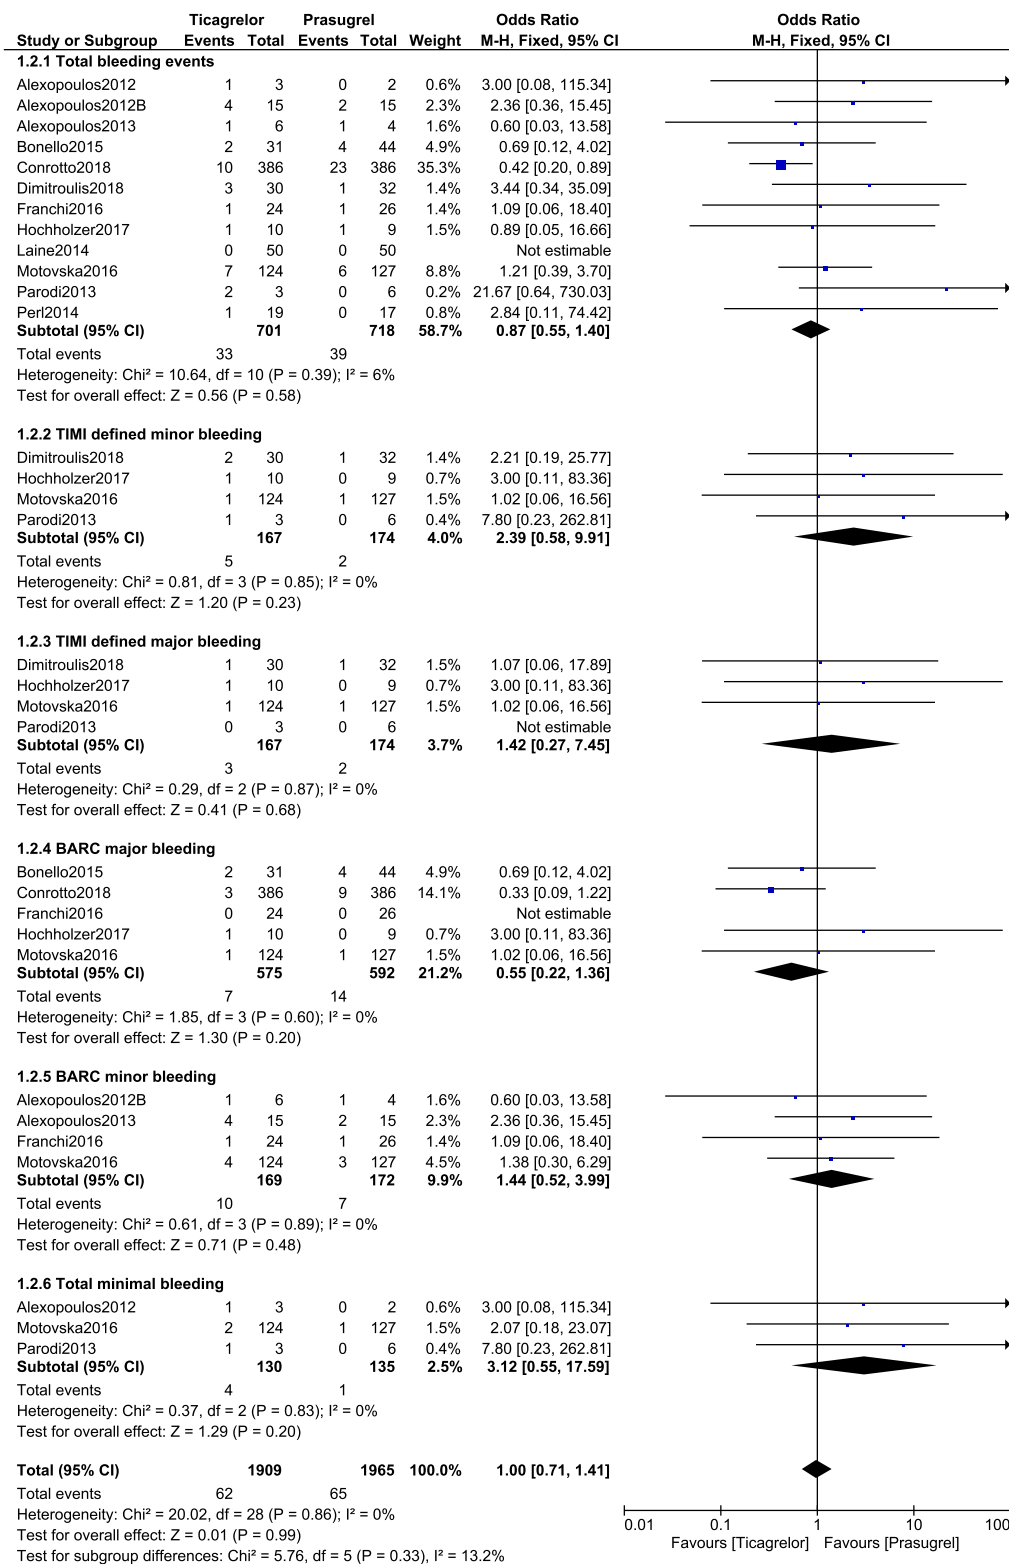 Ticagrelor Prasugrel Odds Ratio Odds Ratio
Study or Subgroup Events Total Events Total Weight M-H, Fixed, 95% CI M-H, Fixed, 95% CI
1.2.1 Total bleeding events
Alexopoulos2012 1 3 0 2 0.6% 3.00 [0.08, 115.34]
Alexopoulos2012B 4 15 2 15 2.3% 2.36 [0.36, 15.45]
Alexopoulos2013 1 6 1 4 1.6% 0.60 [0.03, 13.58]
Bonello2015 2 31 4 44 4.9% 0.69 [0.12, 4.02]
Conrotto2018 10 386 23 386 35.3% 0.42 [0.20, 0.89]
Dimitroulis2018 3 30 1 32 1.4% 3.44 [0.34, 35.09]
Franchi2016 1 24 1 26 1.4% 1.09 [0.06, 18.40]
Hochholzer2017 1 10 1 9 1.5% 0.89 [0.05, 16.66]
Laine2014 0 50 0 50 Not estimable
Motovska2016 7 124 6 127 8.8% 1.21 [0.39, 3.70]
Parodi2013 2 3 0 6 0.2% 21.67 [0.64, 730.03]
Perl2014 1 19 0 17 0.8% 2.84 [0.11, 74.42]
Subtotal (95% CI) 701 718 58.7% 0.87 [0.55, 1.40]
Total events 33 39
Heterogeneity: Chi² = 10.64, df = 10 (P = 0.39); I² = 6%
Test for overall effect: Z = 0.56 (P = 0.58)
1.2.2 TIMI defined minor bleeding
Dimitroulis2018 2 30 1 32 1.4% 2.21 [0.19, 25.77]
Hochholzer2017 1 10 0 9 0.7% 3.00 [0.11, 83.36]
Motovska2016 1 124 1 127 1.5% 1.02 [0.06, 16.56]
Parodi2013 1 3 0 6 0.4% 7.80 [0.23, 262.81]
Subtotal (95% CI) 167 174 4.0% 2.39 [0.58, 9.91]
Total events 5 2
Heterogeneity: Chi² = 0.81, df = 3 (P = 0.85); I² = 0%
Test for overall effect: Z = 1.20 (P = 0.23)
1.2.3 TIMI defined major bleeding
Dimitroulis2018 1 30 1 32 1.5% 1.07 [0.06, 17.89]
Hochholzer2017 1 10 0 9 0.7% 3.00 [0.11, 83.36]
Motovska2016 1 124 1 127 1.5% 1.02 [0.06, 16.56]
Parodi2013 0 3 0 6 Not estimable
Subtotal (95% CI) 167 174 3.7% 1.42 [0.27, 7.45]
Total events 3 2
Heterogeneity: Chi² = 0.29, df = 2 (P = 0.87); I² = 0%
Test for overall effect: Z = 0.41 (P = 0.68)
1.2.4 BARC major bleeding
Bonello2015 2 31 4 44 4.9% 0.69 [0.12, 4.02]
Conrotto2018 3 386 9 386 14.1% 0.33 [0.09, 1.22]
Franchi2016 0 24 0 26 Not estimable
Hochholzer2017 1 10 0 9 0.7% 3.00 [0.11, 83.36]
Motovska2016 1 124 1 127 1.5% 1.02 [0.06, 16.56]
Subtotal (95% CI) 575 592 21.2% 0.55 [0.22, 1.36]
Total events 7 14
Heterogeneity: Chi² = 1.85, df = 3 (P = 0.60); I² = 0%
Test for overall effect: Z = 1.30 (P = 0.20)
1.2.5 BARC minor bleeding
Alexopoulos2012B 1 6 1 4 1.6% 0.60 [0.03, 13.58]
Alexopoulos2013 4 15 2 15 2.3% 2.36 [0.36, 15.45]
Franchi2016 1 24 1 26 1.4% 1.09 [0.06, 18.40]
Motovska2016 4 124 3 127 4.5% 1.38 [0.30, 6.29]
Subtotal (95% CI) 169 172 9.9% 1.44 [0.52, 3.99]
Total events 10 7
Heterogeneity: Chi² = 0.61, df = 3 (P = 0.89); I² = 0%
Test for overall effect: Z = 0.71 (P = 0.48)
1.2.6 Total minimal bleeding
Alexopoulos2012 1 3 0 2 0.6% 3.00 [0.08, 115.34]
Motovska2016 2 124 1 127 1.5% 2.07 [0.18, 23.07]
Parodi2013 1 3 0 6 0.4% 7.80 [0.23, 262.81]
Subtotal (95% CI) 130 135 2.5% 3.12 [0.55, 17.59]
Total events 4 1
Heterogeneity: Chi² = 0.37, df = 2 (P = 0.83); I² = 0%
Test for overall effect: Z = 1.29 (P = 0.20)
Total (95% CI) 1909 1965 100.0% 1.00 [0.71, 1.41]
Total events 62 65
Heterogeneity: Chi² = 20.02, df = 28 (P = 0.86); I² = 0%
Test for overall effect: Z = 0.01 (P = 0.99)
Test for subgroup differences: Chi² = 5.76, df = 5 (P = 0.33), I² = 13.2%
0.01 0.1 1 10 100
Favours [Ticagrelor] Favours [Prasugrel]